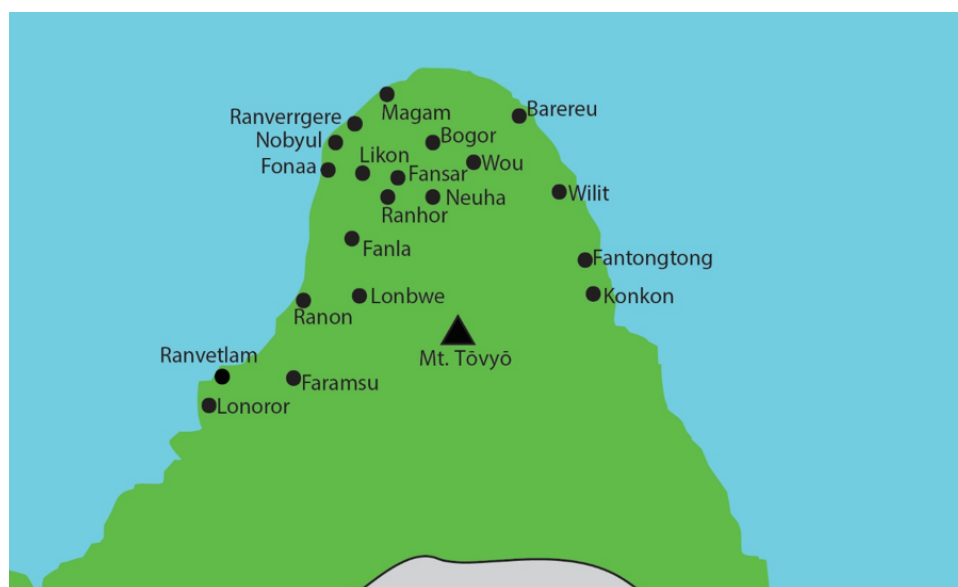 Magam
Barereu
Ranverrgere
Nobyul
Bogor
Likon
Wou
Fonaa
Fansar
Wilit
Neuha
Ranhor
Fanla
Fantongtong
Lonbwe
Konkon
Ranon
Ranvetlam
Mt. Tōvyō
Faramsu
Lonoror